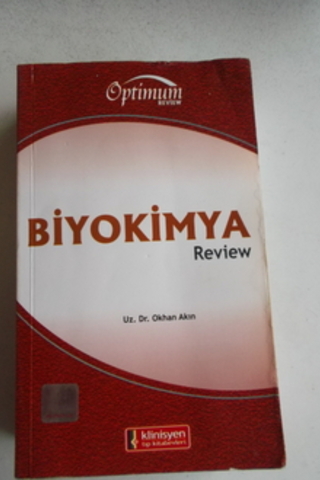 Optimum
REVIEW
BİYOKİMYA
Review
Uz. Dr. Okhan Akın
klinisyen
tıp kitabevleri